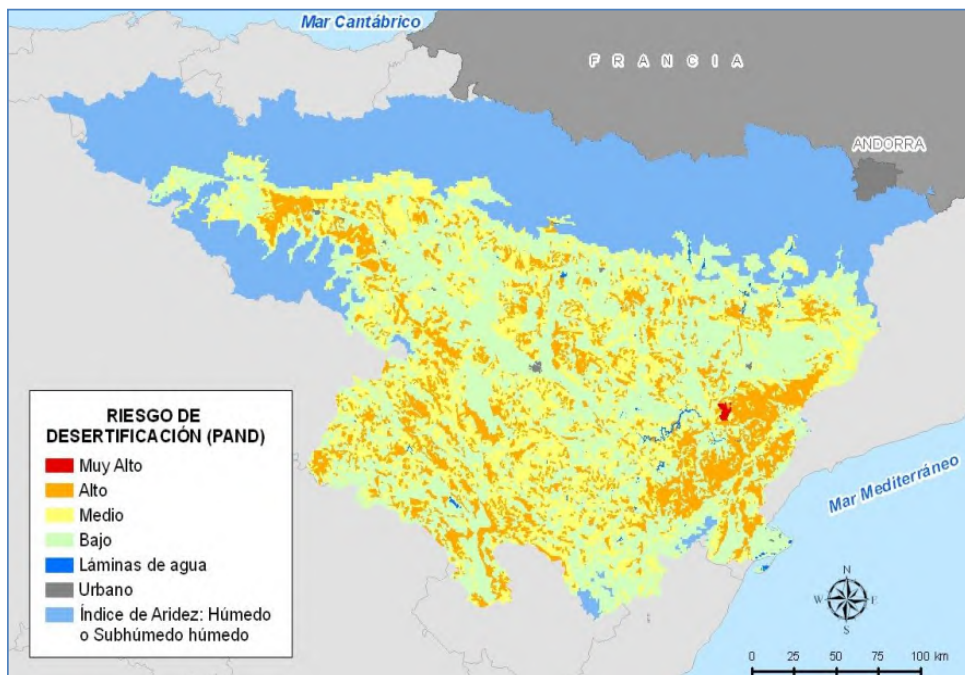 Mar Cantábrico
FRANCIA
ANDORRA
RIESGO DE
DESERTIFICACIÓN (PAND)
Muy Alto
Alto
Medio
Bajo
Láminas de agua
Urbano
Índice de Aridez: Húmedo
o Subhúmedo húmedo
Mar Mediterráneo
N
W E
S
0 25 50 75 100 km